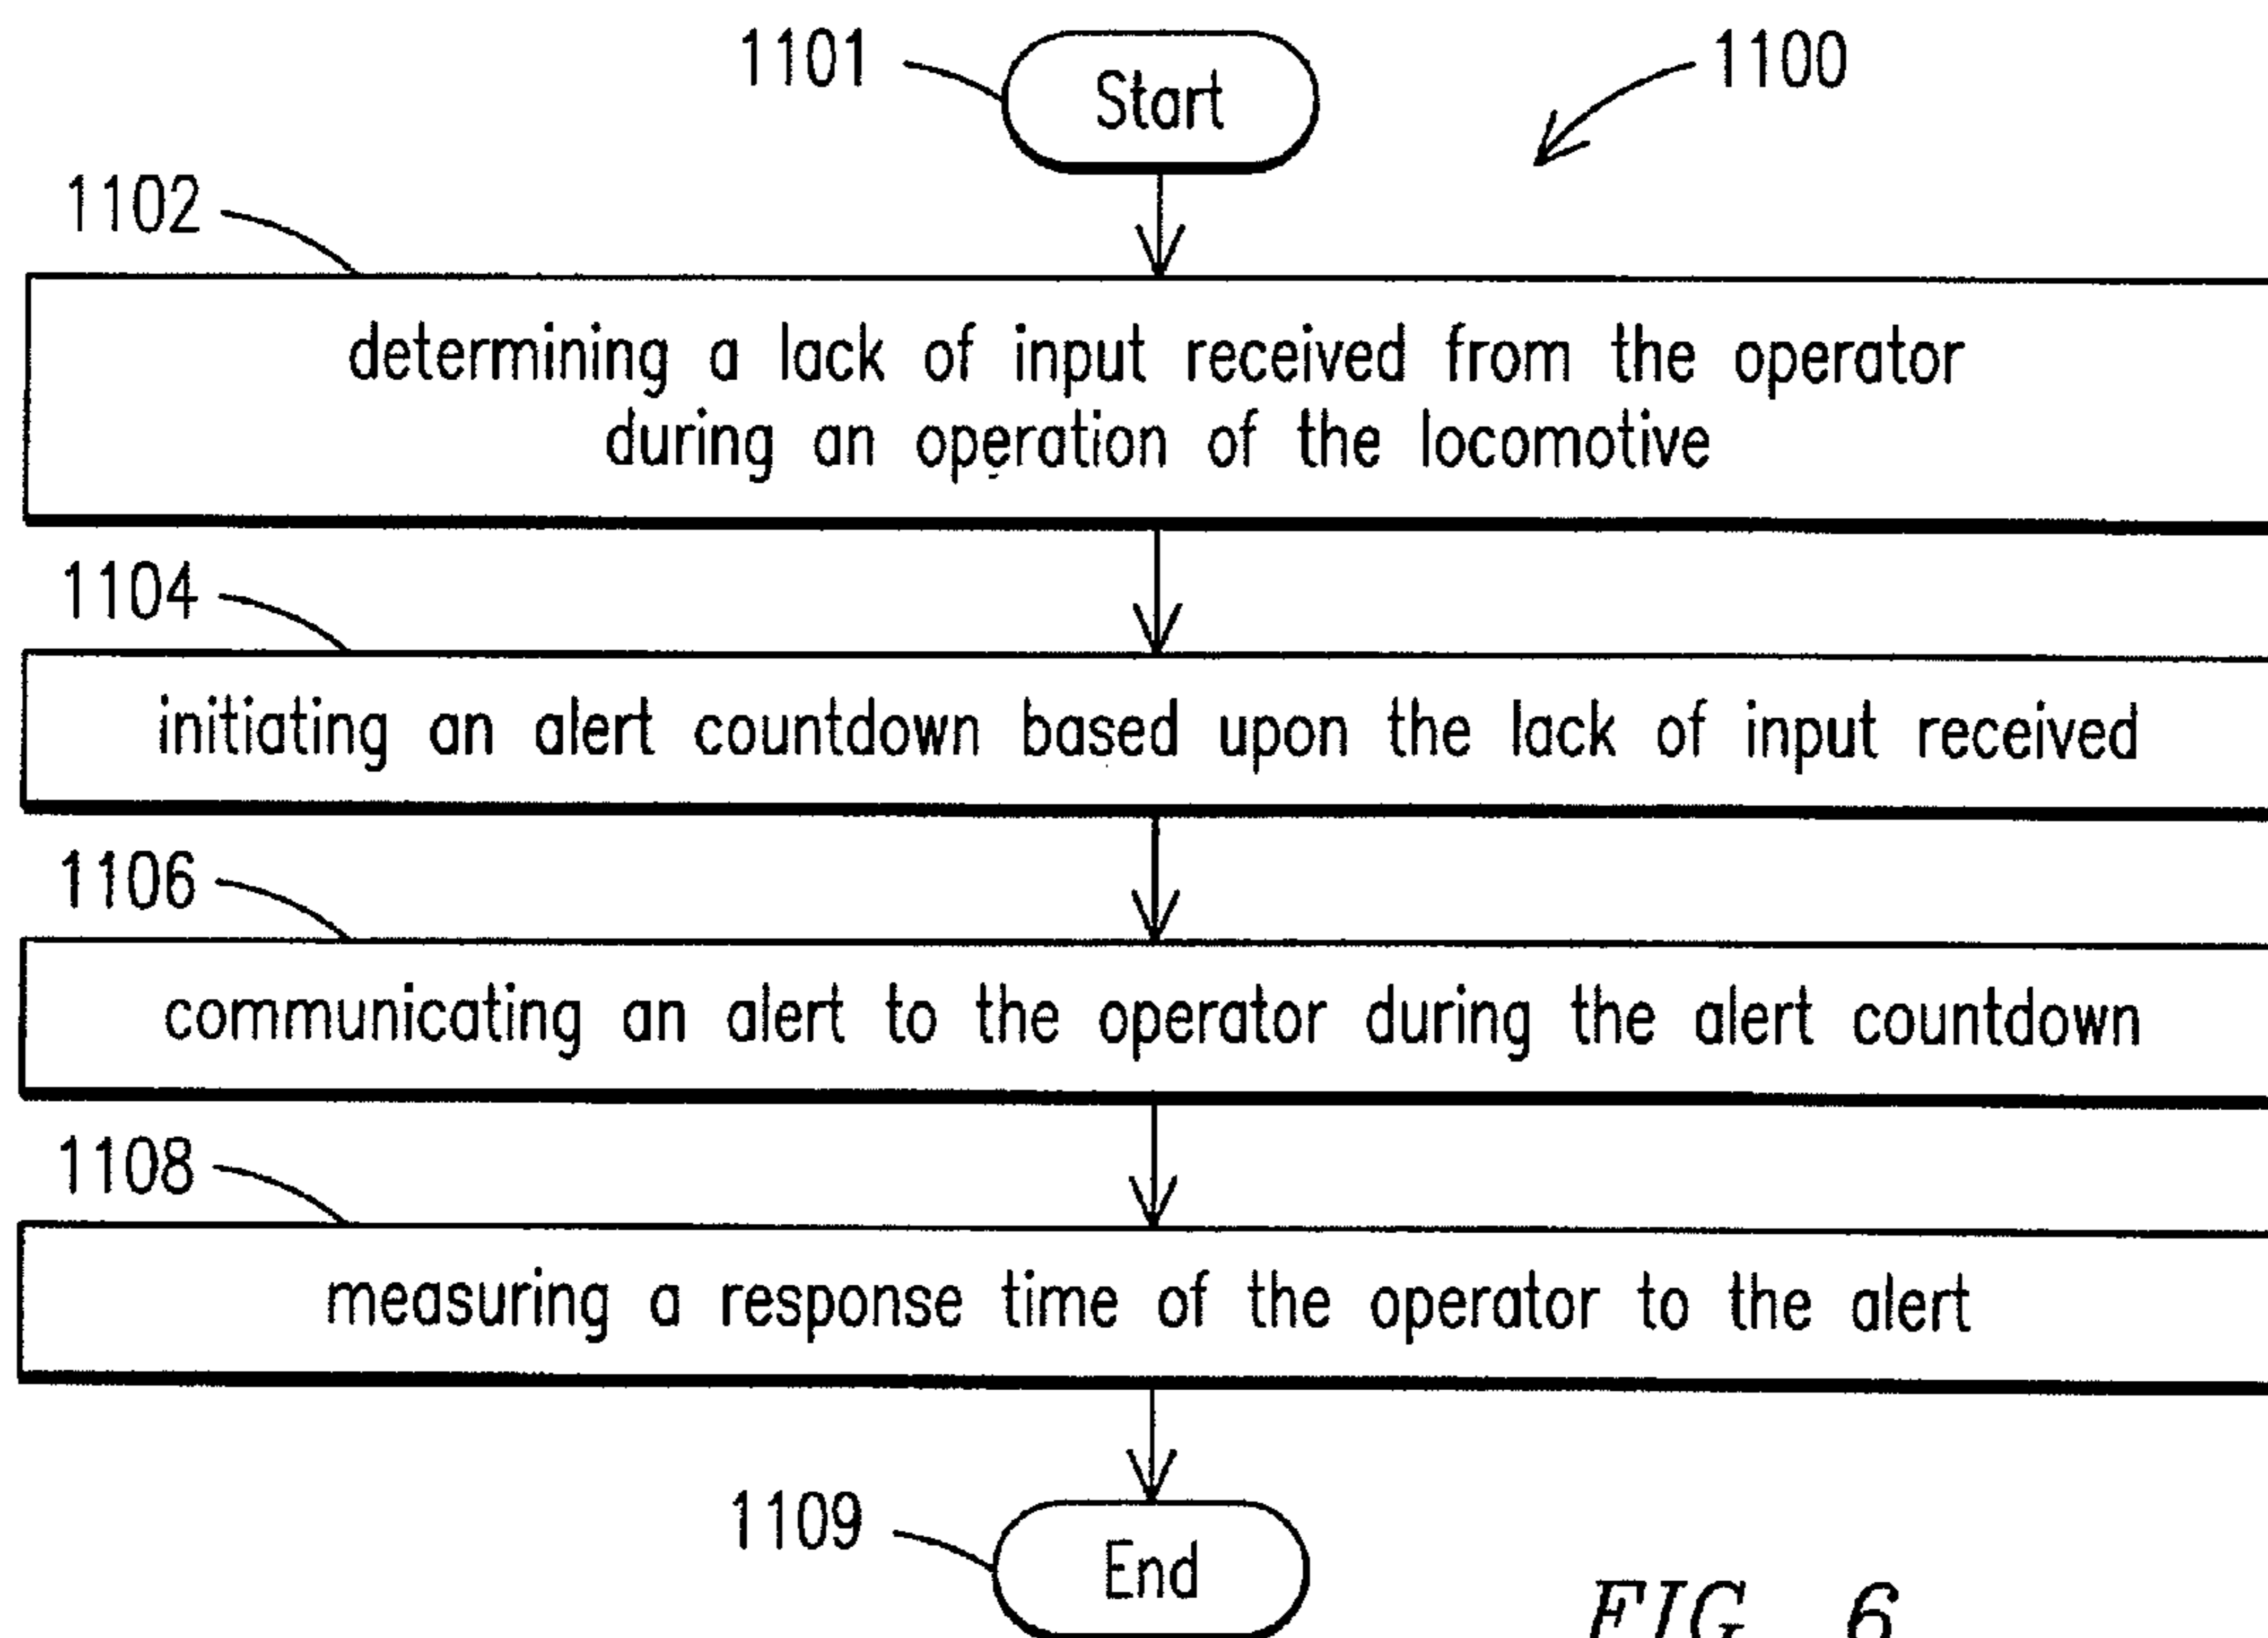 1101
Start
1100
1102
determining a lack of input received from the operator
during an operation of the locomotive
1104
initiating an alert countdown based upon the lack of input received
1106
communicating an alert to the operator during the alert countdown
1108
measuring a response time of the operator to the alert
1109
End
FIG. 6